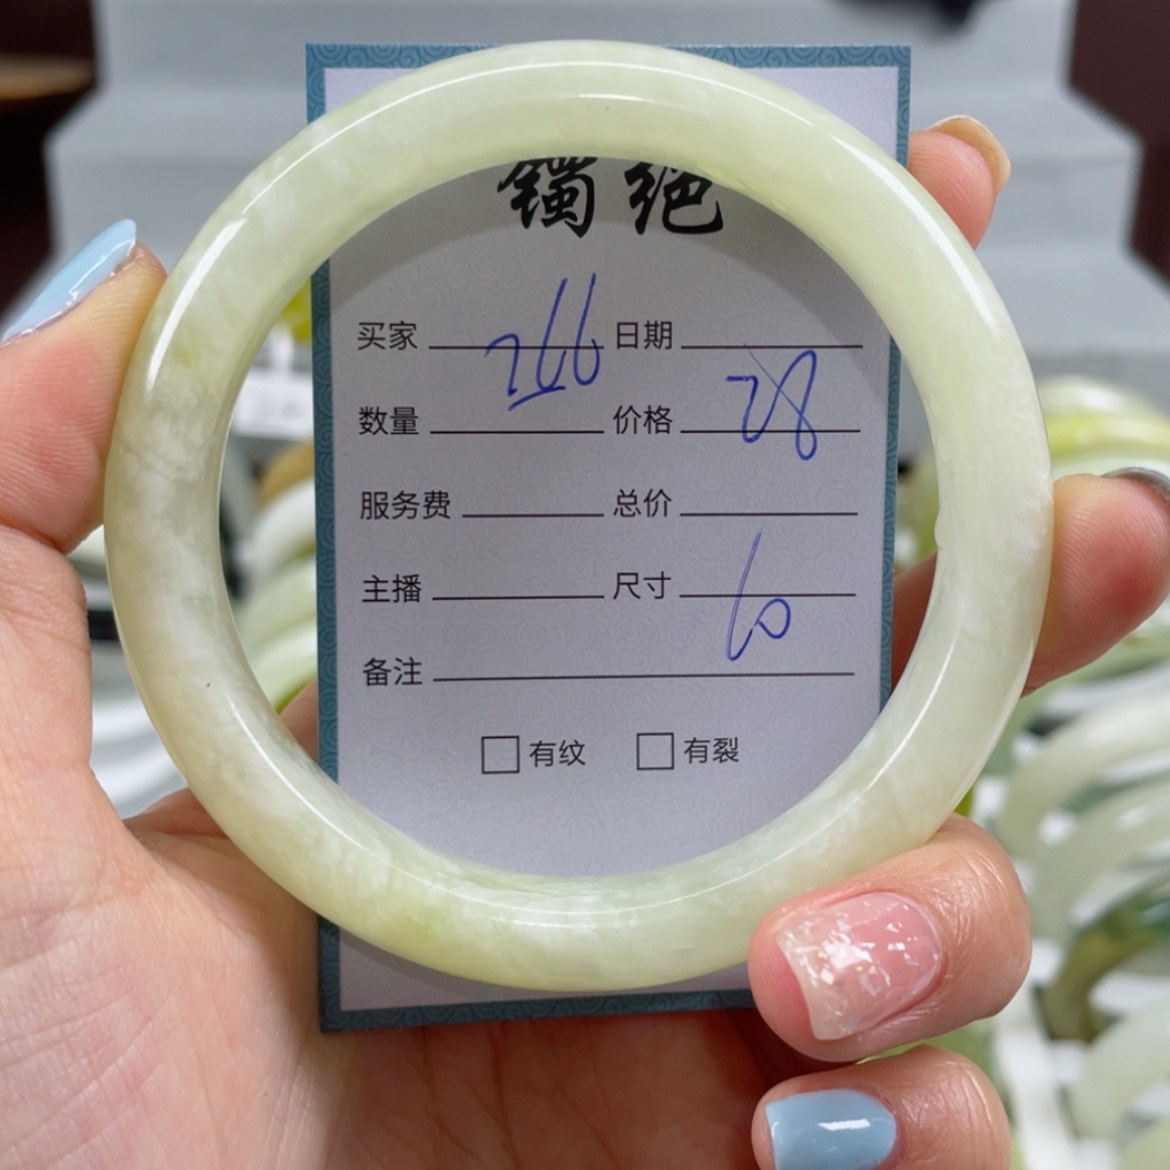 镯绝
买家 266 日期
数量 价格 28
服务费 总价
主播 尺寸 60
备注
有纹 有裂